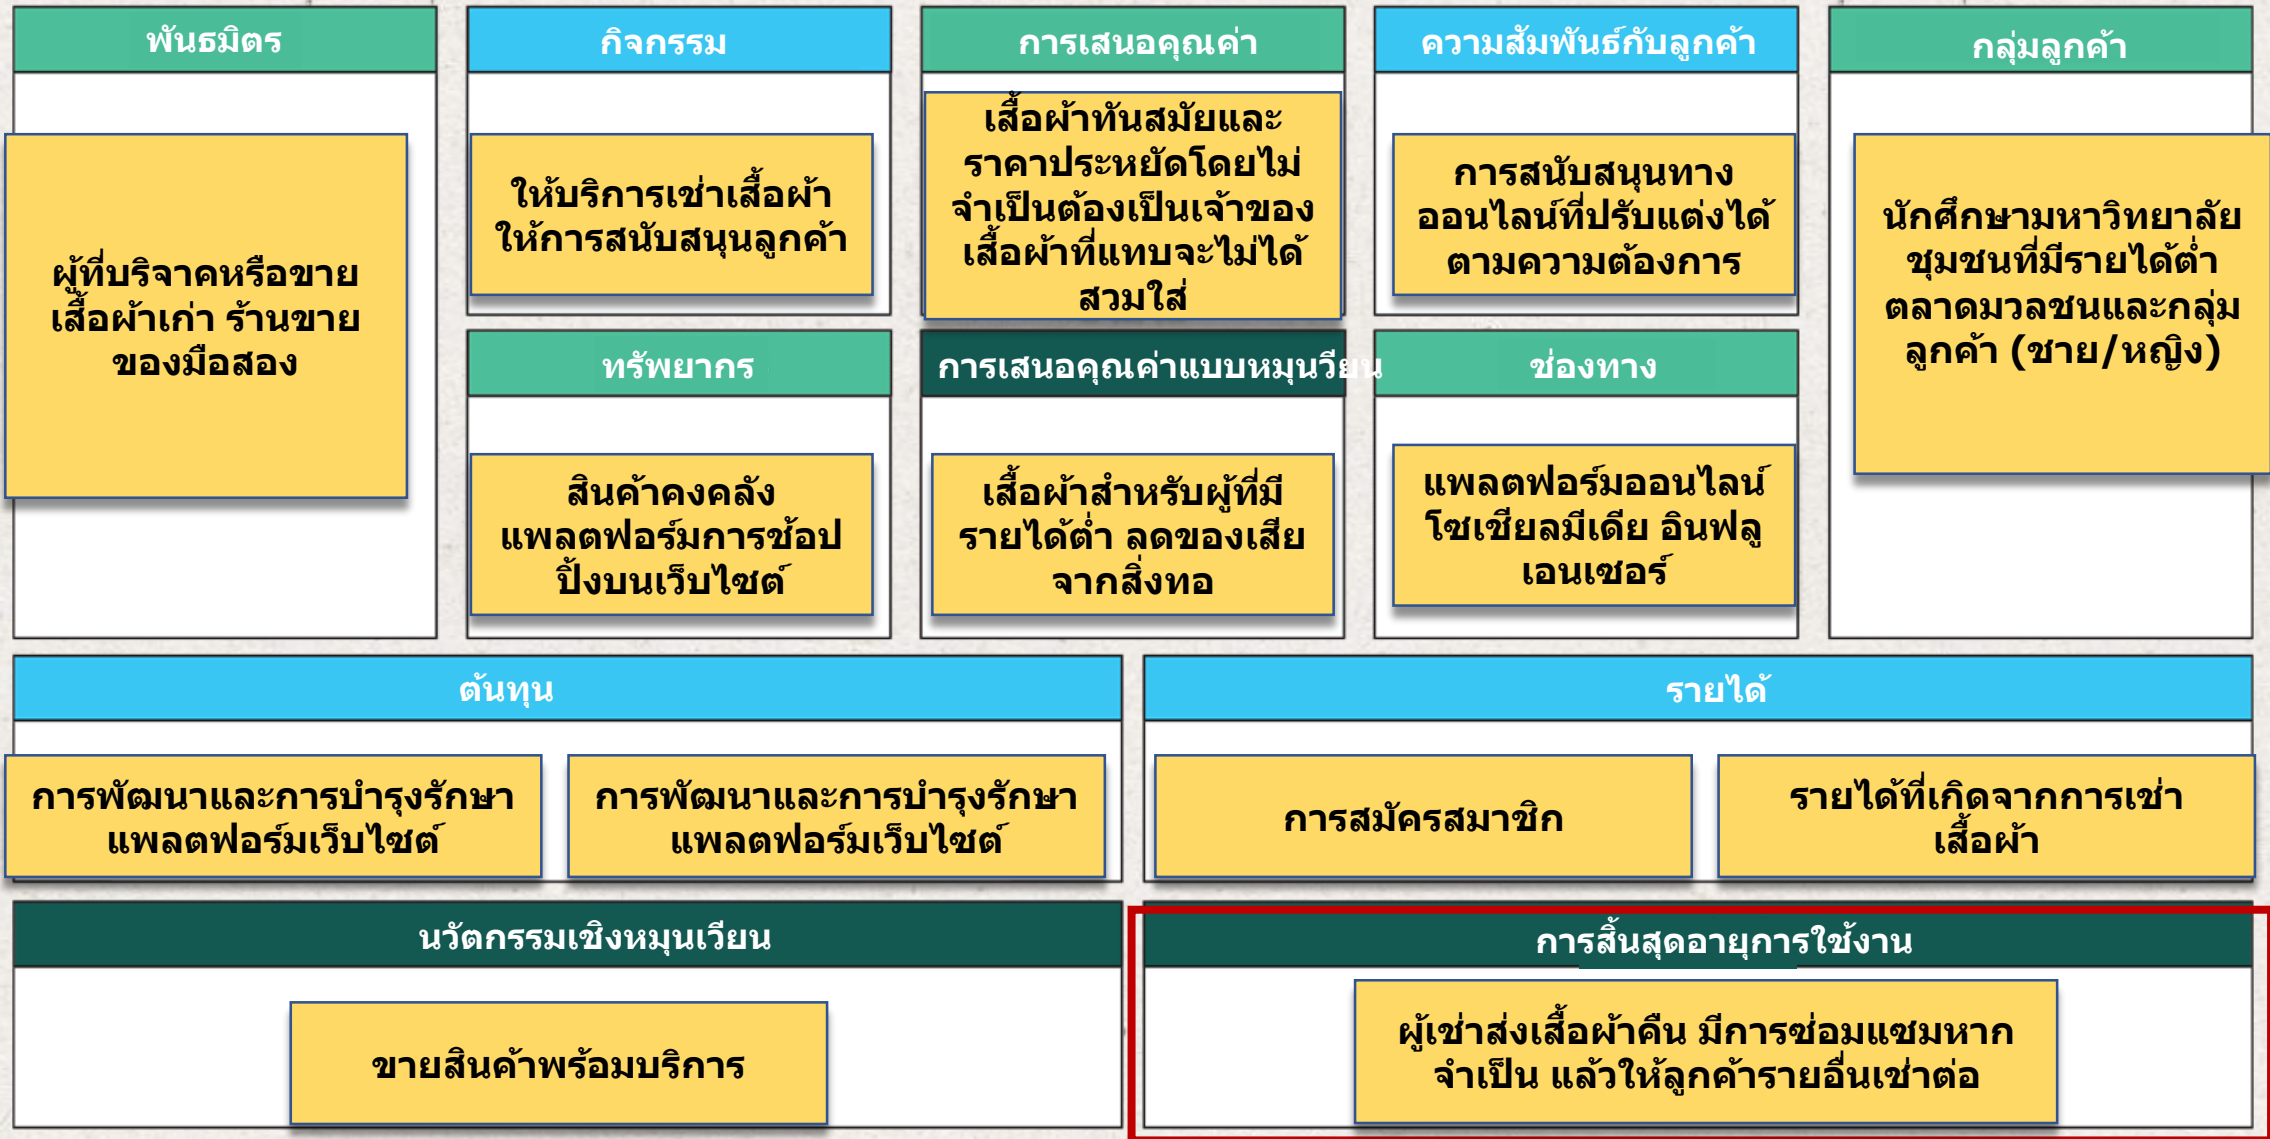 พันธมิตร
ผู้ที่บริจาคหรือขาย
เสื้อผ้าเก่า ร้านขาย
ของมือสอง
กิจกรรม
ให้บริการเช่าเสื้อผ้า
ให้การสนับสนุนลูกค้า
ทรัพยากร
สินค้าคงคลัง
แพลตฟอร์มการช้อป
ปิ้งบนเว็บไซต์
การเสนอคุณค่า
เสื้อผ้าทันสมัยและ
ราคาประหยัดโดยไม่
จำเป็นต้องเป็นเจ้าของ
เสื้อผ้าที่แทบจะไม่ได้
สวมใส่
การเสนอคุณค่าแบบหมุนวียน
เสื้อผ้าสำหรับผู้ที่มี
รายได้ต่ำ ลดของเสีย
จากสิ่งทอ
ความสัมพันธ์กับลูกค้า
การสนับสนุนทาง
ออนไลน์ที่ปรับแต่งได้
ตามความต้องการ
ช่องทาง
แพลตฟอร์มออนไลน์
โซเชียลมีเดีย อินฟลู
เอนเซอร์
กลุ่มลูกค้า
นักศึกษามหาวิทยาลัย
ชุมชนที่มีรายได้ต่ำ
ตลาดมวลชนและกลุ่ม
ลูกค้า (ชาย/หญิง)
ต้นทุน
การพัฒนาและการบำรุงรักษา
แพลตฟอร์มเว็บไซต์
การพัฒนาและการบำรุงรักษา
แพลตฟอร์มเว็บไซต์
รายได้
การสมัครสมาชิก
รายได้ที่เกิดจากการเช่า
เสื้อผ้า
นวัตกรรมเชิงหมุนเวียน
ขายสินค้าพร้อมบริการ
การสิ้นสุดอายุการใช้งาน
ผู้เช่าส่งเสื้อผ้าคืน มีการซ่อมแซมหาก
จำเป็น แล้วให้ลูกค้ารายอื่นเช่าต่อ